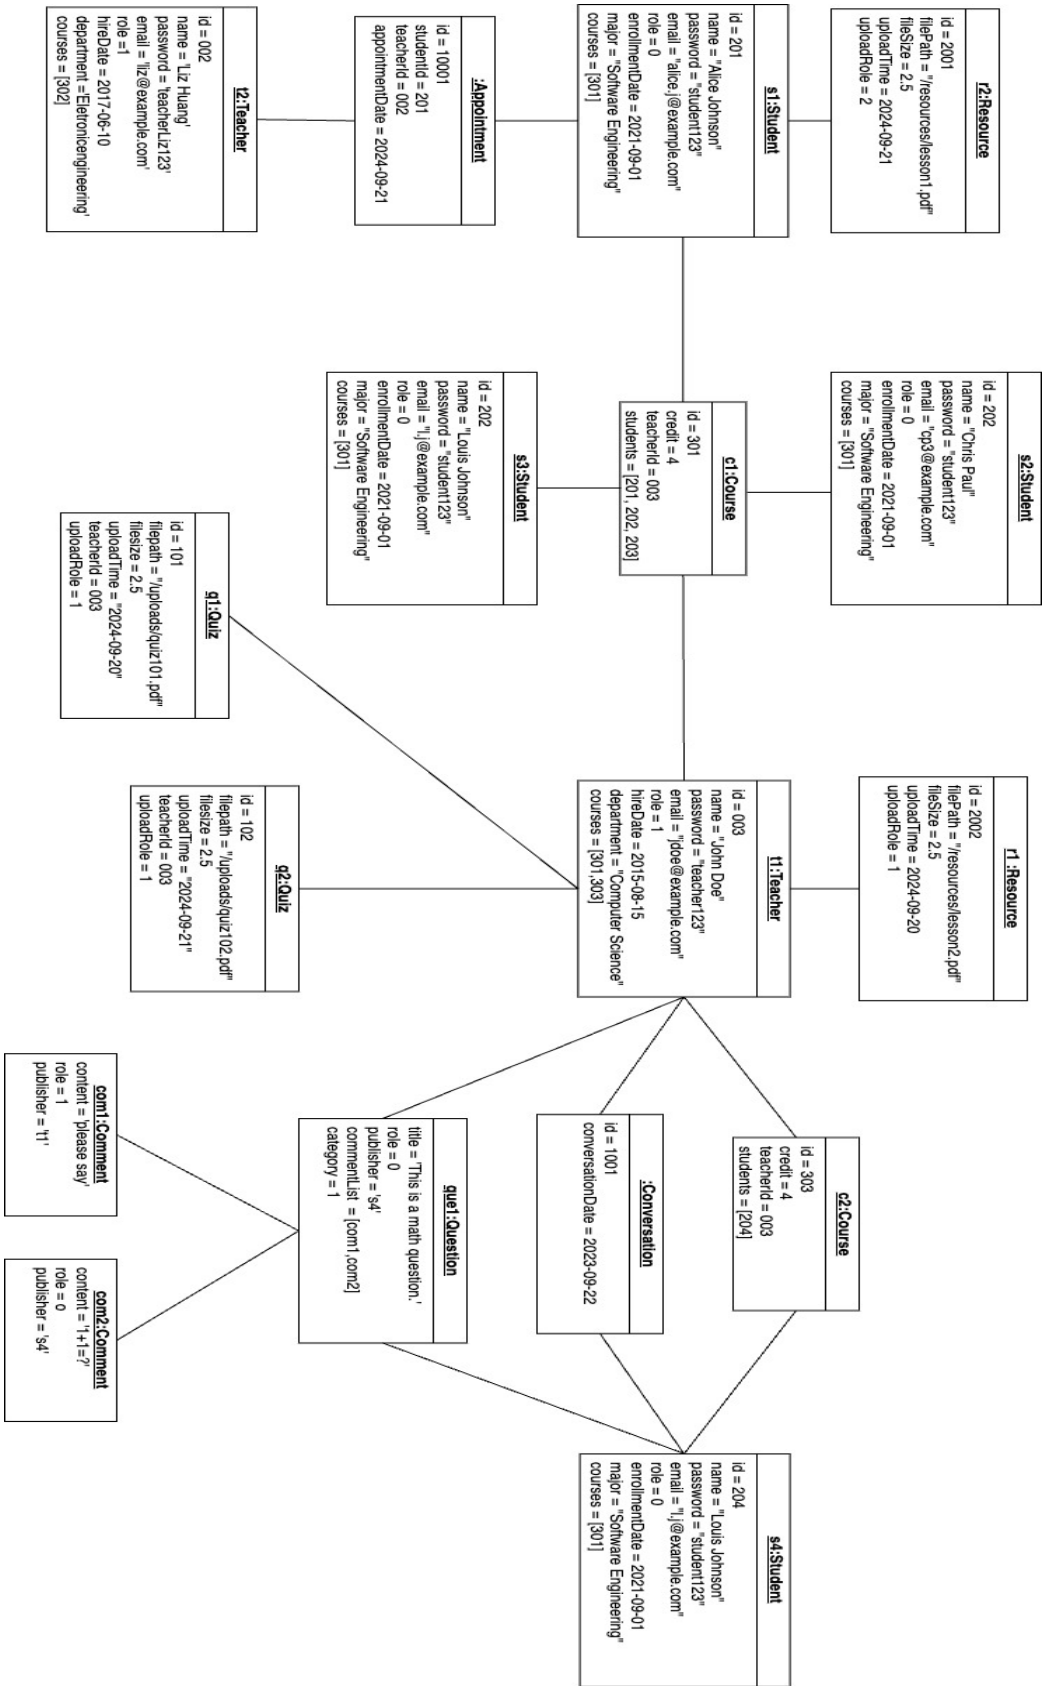 r2:Resource
id = 2001
filePath = "/resources/lesson1.pdf"
fileSize = 2.5
uploadTime = 2024-09-21
uploadRole = 2
s2:Student
id = 202
name = "Chris Paul"
password = "student123"
email = "cp3@example.com"
role = 0
enrollmentDate = 2021-09-01
major = "Software Engineering"
courses = [301]
r1 :Resource
id = 2002
filePath = "/resources/lesson2.pdf"
fileSize = 2.5
uploadTime = 2024-09-20
uploadRole = 1
s1:Student
id = 201
name = "Alice Johnson"
password = "student123"
email = "alice.j@example.com"
role = 0
enrollmentDate = 2021-09-01
major = "Software Engineering"
courses = [301]
c1:Course
id = 301
credit = 4
teacherId = 003
students = [201, 202, 203]
t1:Teacher
id = 003
name = "John Doe"
password = "teacher123"
email = "jdoe@example.com"
role = 1
hireDate = 2015-08-15
department = "Computer Science"
courses = [301,303]
c2:Course
id = 303
credit = 4
teacherId = 003
students = [204]
s4:Student
id = 204
name = "Louis Johnson"
password = "student123"
email = "l.j@example.com"
role = 0
enrollmentDate = 2021-09-01
major = "Software Engineering"
courses = [301]
:Conversation
id = 1001
conversationDate = 2023-09-22
:Appointment
id = 10001
studentId = 201
teacherId = 002
appointmentDate = 2024-09-21
s3:Student
id = 202
name = "Louis Johnson"
password = "student123"
email = "l.j@example.com"
role = 0
enrollmentDate = 2021-09-01
major = "Software Engineering"
courses = [301]
que1:Question
title = 'This is a math question.'
role = 0
publisher = 's4'
commentList = [com1,com2]
category = 1
t2:Teacher
id = 002
name = 'Liz Huang'
password = 'teacherLiz123'
email = 'liz@example.com'
role =1
hireDate = 2017-06-10
department ='Eletronicengineering'
courses = [302]
q1:Quiz
id = 101
filepath = "/uploads/quiz101.pdf"
filesize = 2.5
uploadTime = "2024-09-20"
teacherId = 003
uploadRole = 1
q2:Quiz
id = 102
filepath = "/uploads/quiz102.pdf"
filesize = 2.5
uploadTime = "2024-09-21"
teacherId = 003
uploadRole = 1
com1:Comment
content = 'please say'
role = 1
publisher = 't1'
com2:Comment
content = '1+1=?'
role = 0
publisher = 's4'